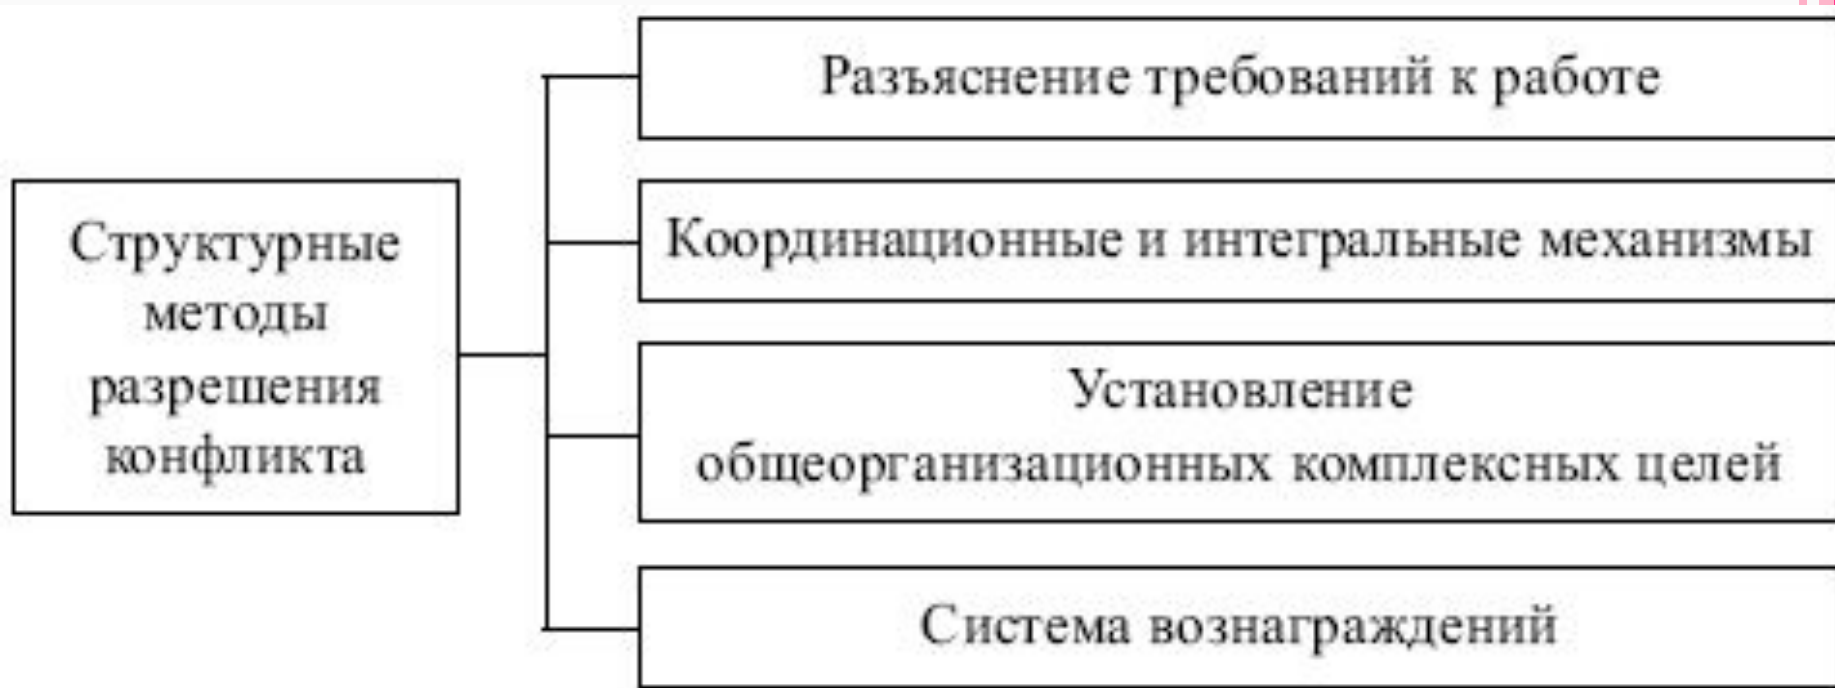 Структурные
методы
разрешения
конфликта
Разъяснение требований к работе
Координационные и интегральные механизмы
Установление
общеорганизационных комплексных целей
Система вознаграждений